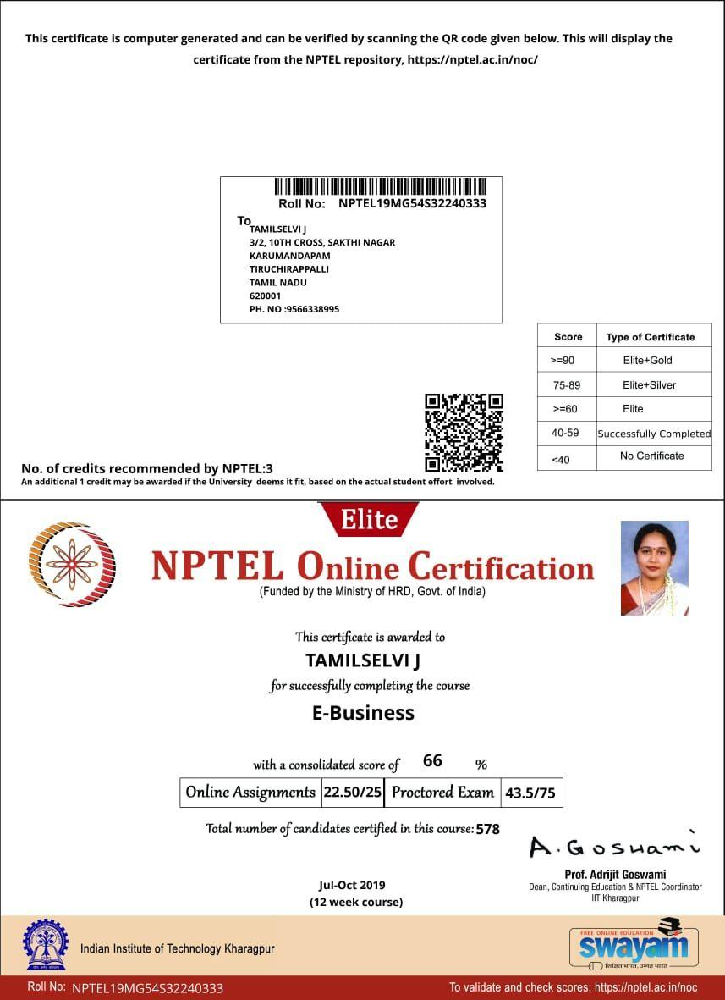 This certificate is computer generated and can be verified by scanning the QR code given below. This will display the
certificate from the NPTEL repository, https://nptel.ac.in/noc/
Roll No: NPTEL19MG54S32240333
To
TAMILSELVI J
3/2, 10TH CROSS, SAKTHI NAGAR
KARUMANDAPAM
TIRUCHIRAPPALLI
TAMIL NADU
620001
PH. NO :9566338995
Score Type of Certificate
>=90 Elite+Gold
75-89 Elite+Silver
>=60 Elite
40-59 Successfully Completed
<40 No Certificate
No. of credits recommended by NPTEL:3
An additional 1 credit may be awarded if the University deems it fit, based on the actual student effort involved.
Elite
NPTEL Online Certification
(Funded by the Ministry of HRD, Govt. of India)
This certificate is awarded to
TAMILSELVI J
for successfully completing the course
E-Business
with a consolidated score of 66 %
Online Assignments 22.50/25 Proctored Exam 43.5/75
Total number of candidates certified in this course: 578
A. Goswami
Prof. Adrijit Goswami
Dean, Continuing Education & NPTEL Coordinator
IIT Kharagpur
Jul-Oct 2019
(12 week course)
Indian Institute of Technology Kharagpur
FREE ONLINE EDUCATION
swayam
शिक्षित भारत, उन्नत भारत
Roll No: NPTEL19MG54S32240333
To validate and check scores: https://nptel.ac.in/noc